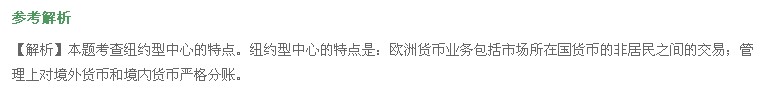 参考解析
【解析】本题考查纽约型中心的特点。纽约型中心的特点是：欧洲货币业务包括市场所在国货币的非居民之间的交易；管
理上对境外货币和境内货币严格分账。